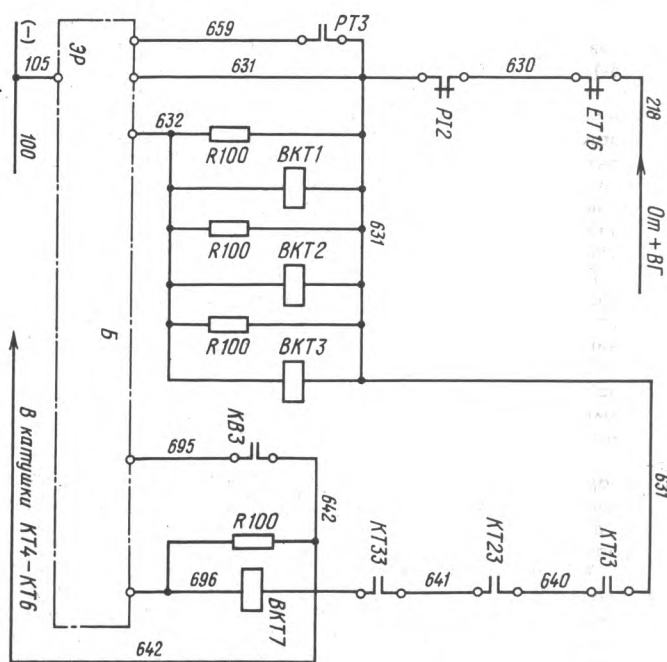 659
РТ3
(–)
105
ЭР
631
630
218
100
632
R100
РТ2
ЕТ16
ВКТ1
R100
631
От + ВГ
ВКТ2
R100
Б
ВКТ3
В катушки КТ4-КТ6
695
КВ3
642
631
R100
КТ33
КТ23
КТ13
696
ВКТ7
641
640
642